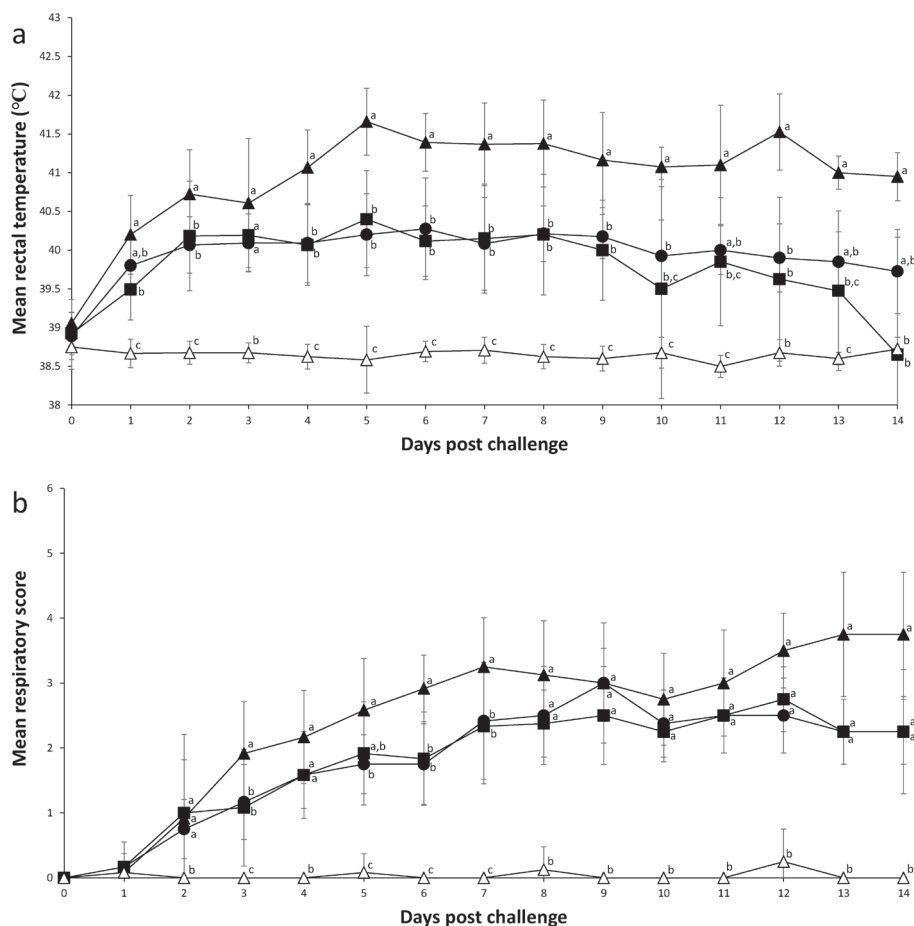 a
Mean rectal temperature (°C)
43
42.5
42
41.5
41
40.5
40
39.5
39
38.5
38
a a a a a a a a a a a a a a
a,b b a b b b b b b b a,b b a,b a,b
b b a b b b b b b b,c b,c b b,c b
c c b c c c c c c c c b c b
0 1 2 3 4 5 6 7 8 9 10 11 12 13 14
Days post challenge
b
Mean respiratory score
6
5
4
3
2
1
0
a a a a a a a a a a a a a
a b a a,b b b a a a a a a a
a b a b b b a a a a a a a
b c b c c c b b b b b b b
0 1 2 3 4 5 6 7 8 9 10 11 12 13 14
Days post challenge